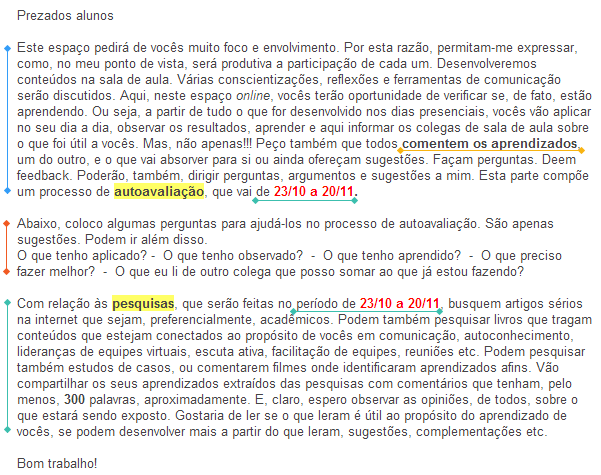 Prezados alunos
Este espaço pedirá de vocês muito foco e envolvimento. Por esta razão, permitam-me expressar,
como, no meu ponto de vista, será produtiva a participação de cada um. Desenvolveremos
conteúdos na sala de aula. Várias conscientizações, reflexões e ferramentas de comunicação
serão discutidos. Aqui, neste espaço online, vocês terão oportunidade de verificar se, de fato, estão
aprendendo. Ou seja, a partir de tudo o que for desenvolvido nos dias presenciais, vocês vão aplicar
no seu dia a dia, observar os resultados, aprender e aqui informar os colegas de sala de aula sobre
o que foi útil a vocês. Mas, não apenas!!! Peço também que todos comentem os aprendizados,
um do outro, e o que vai absorver para si ou ainda ofereçam sugestões. Façam perguntas. Deem
feedback. Poderão, também, dirigir perguntas, argumentos e sugestões a mim. Esta parte compõe
um processo de autoavaliação, que vai de 23/10 a 20/11.
Abaixo, coloco algumas perguntas para ajudá-los no processo de autoavaliação. São apenas
sugestões. Podem ir além disso.
O que tenho aplicado? - O que tenho observado? - O que tenho aprendido? - O que preciso
fazer melhor? - O que eu li de outro colega que posso somar ao que já estou fazendo?
Com relação às pesquisas, que serão feitas no período de 23/10 a 20/11, busquem artigos sérios
na internet que sejam, preferencialmente, acadêmicos. Podem também pesquisar livros que tragam
conteúdos que estejam conectados ao propósito de vocês em comunicação, autoconhecimento,
lideranças de equipes virtuais, escuta ativa, facilitação de equipes, reuniões etc. Podem pesquisar
também estudos de casos, ou comentarem filmes onde identificaram aprendizados afins. Vão
compartilhar os seus aprendizados extraídos das pesquisas com comentários que tenham, pelo
menos, 300 palavras, aproximadamente. E, claro, espero observar as opiniões, de todos, sobre o
que estará sendo exposto. Gostaria de ler se o que leram é útil ao propósito do aprendizado de
vocês, se podem desenvolver mais a partir do que leram, sugestões, complementações etc.
Bom trabalho!